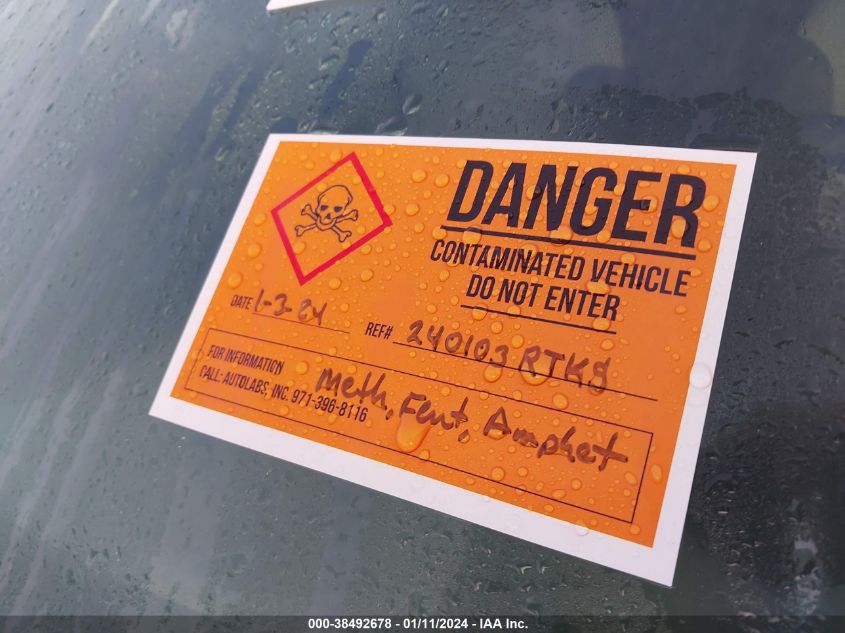 DANGER
CONTAMINATED VEHICLE
DO NOT ENTER
DATE 1-3-24 REF# 240103 RTKS
FOR INFORMATION
CALL: AUTOLABS, INC. 971-396-8116
Meth, Fent, Amphet
000-38492678 - 01/11/2024 - IAA Inc.